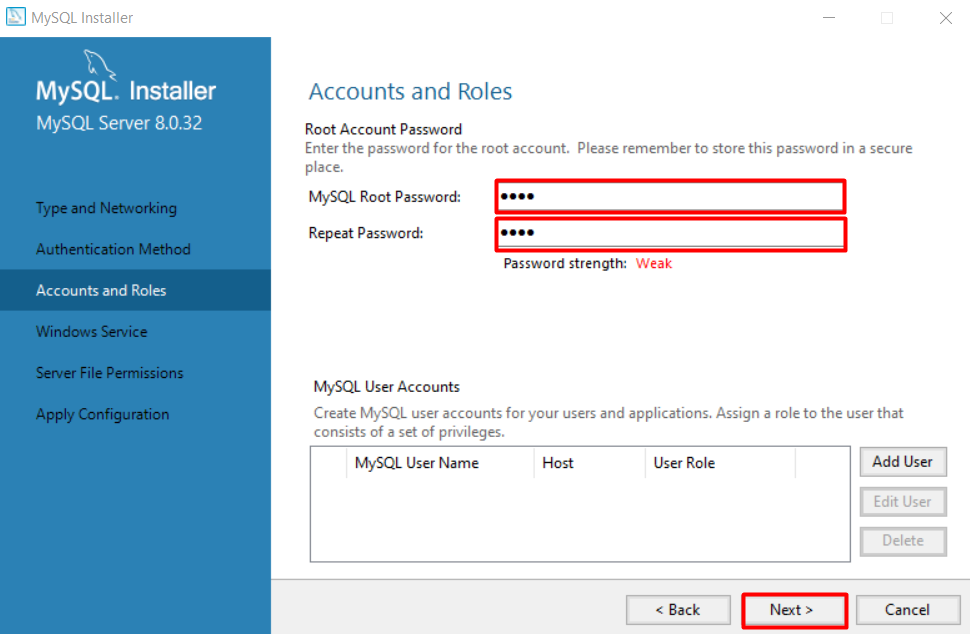 MySQL Installer
MySQL. Installer
MySQL Server 8.0.32
Type and Networking
Authentication Method
Accounts and Roles
Windows Service
Server File Permissions
Apply Configuration
Accounts and Roles
Root Account Password
Enter the password for the root account.  Please remember to store this password in a secure
place.
MySQL Root Password: ●●●●
Repeat Password: ●●●●
Password strength: Weak
MySQL User Accounts
Create MySQL user accounts for your users and applications. Assign a role to the user that
consists of a set of privileges.
MySQL User Name Host User Role
Add User
Edit User
Delete
< Back Next > Cancel